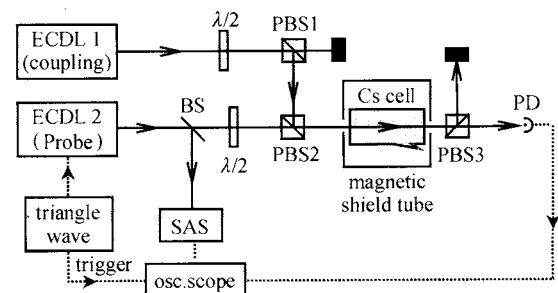 ECDL 1
(coupling)
λ/2
PBS1
ECDL 2
(Probe)
BS
λ/2
PBS2
Cs cell
PBS3
PD
magnetic
shield tube
triangle
wave
SAS
trigger
osc.scope